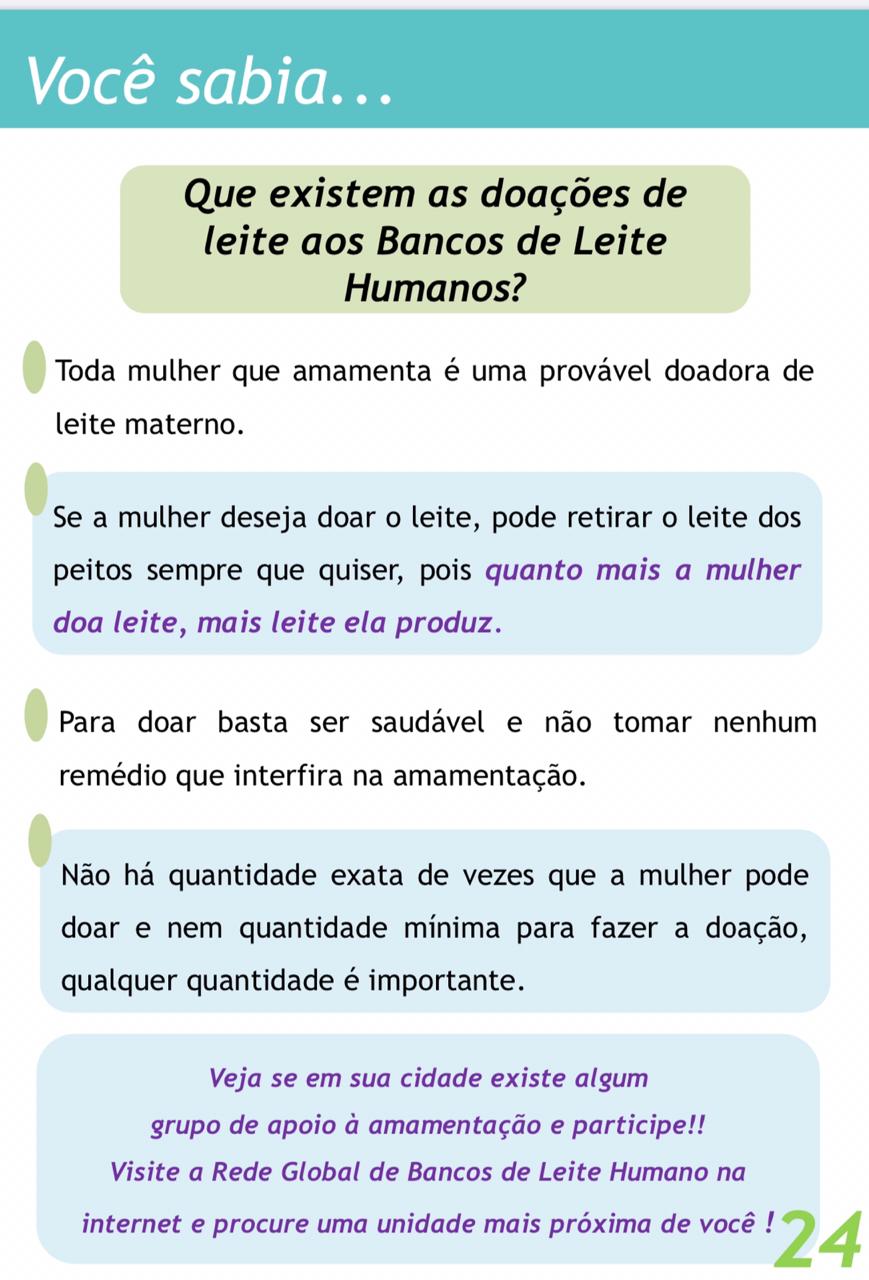 Você sabia...
Que existem as doações de
leite aos Bancos de Leite
Humanos?
Toda mulher que amamenta é uma provável doadora de
leite materno.
Se a mulher deseja doar o leite, pode retirar o leite dos
peitos sempre que quiser, pois quanto mais a mulher
doa leite, mais leite ela produz.
Para doar basta ser saudável e não tomar nenhum
remédio que interfira na amamentação.
Não há quantidade exata de vezes que a mulher pode
doar e nem quantidade mínima para fazer a doação,
qualquer quantidade é importante.
Veja se em sua cidade existe algum
grupo de apoio à amamentação e participe!!
Visite a Rede Global de Bancos de Leite Humano na
internet e procure uma unidade mais próxima de você !
24